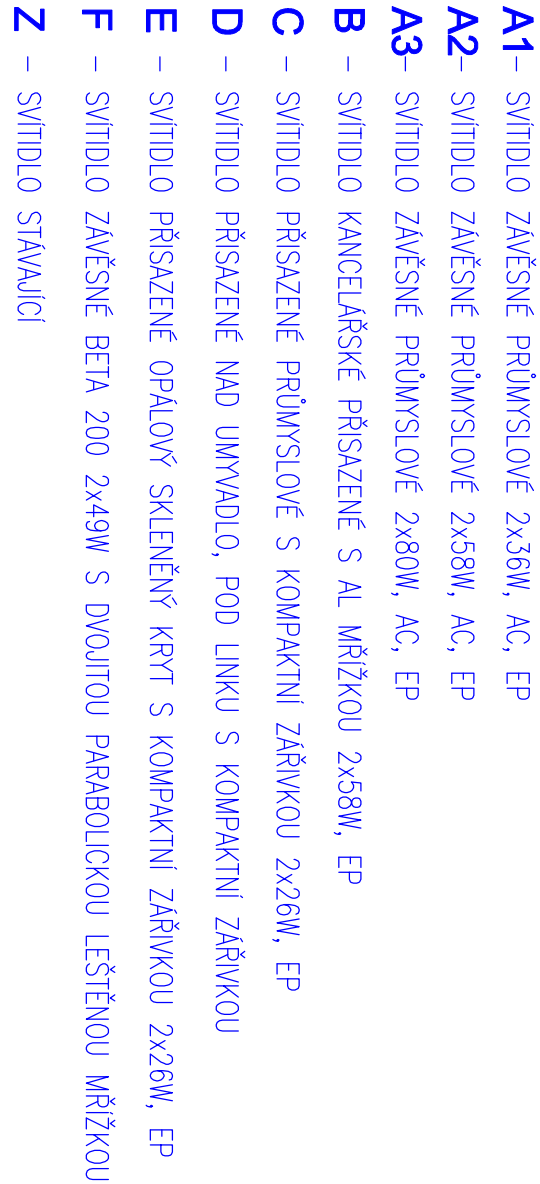 A1 - SVÍTIDLO ZÁVĚSNÉ PRŮMYSLOVÉ 2x36W, AC, EP
A2 - SVÍTIDLO ZÁVĚSNÉ PRŮMYSLOVÉ 2x58W, AC, EP
A3 - SVÍTIDLO ZÁVĚSNÉ PRŮMYSLOVÉ 2x80W, AC, EP
B - SVÍTIDLO KANCELÁŘSKÉ PŘISAZENÉ S AL MŘÍŽKOU 2x58W, EP
C - SVÍTIDLO PŘISAZENÉ PRŮMYSLOVÉ S KOMPAKTNÍ ZÁŘIVKOU 2x26W, EP
D - SVÍTIDLO PŘISAZENÉ NAD UMYVADLO, POD LINKU S KOMPAKTNÍ ZÁŘIVKOU
E - SVÍTIDLO PŘISAZENÉ OPÁLOVÝ SKLENĚNÝ KRYT S KOMPAKTNÍ ZÁŘIVKOU 2x26W, EP
F - SVÍTIDLO ZÁVĚSNÉ BETA 200 2x49W S DVOJITOU PARABOLICKOU LEŠTĚNOU MŘÍŽKOU
Z - SVÍTIDLO STÁVAJÍCÍ